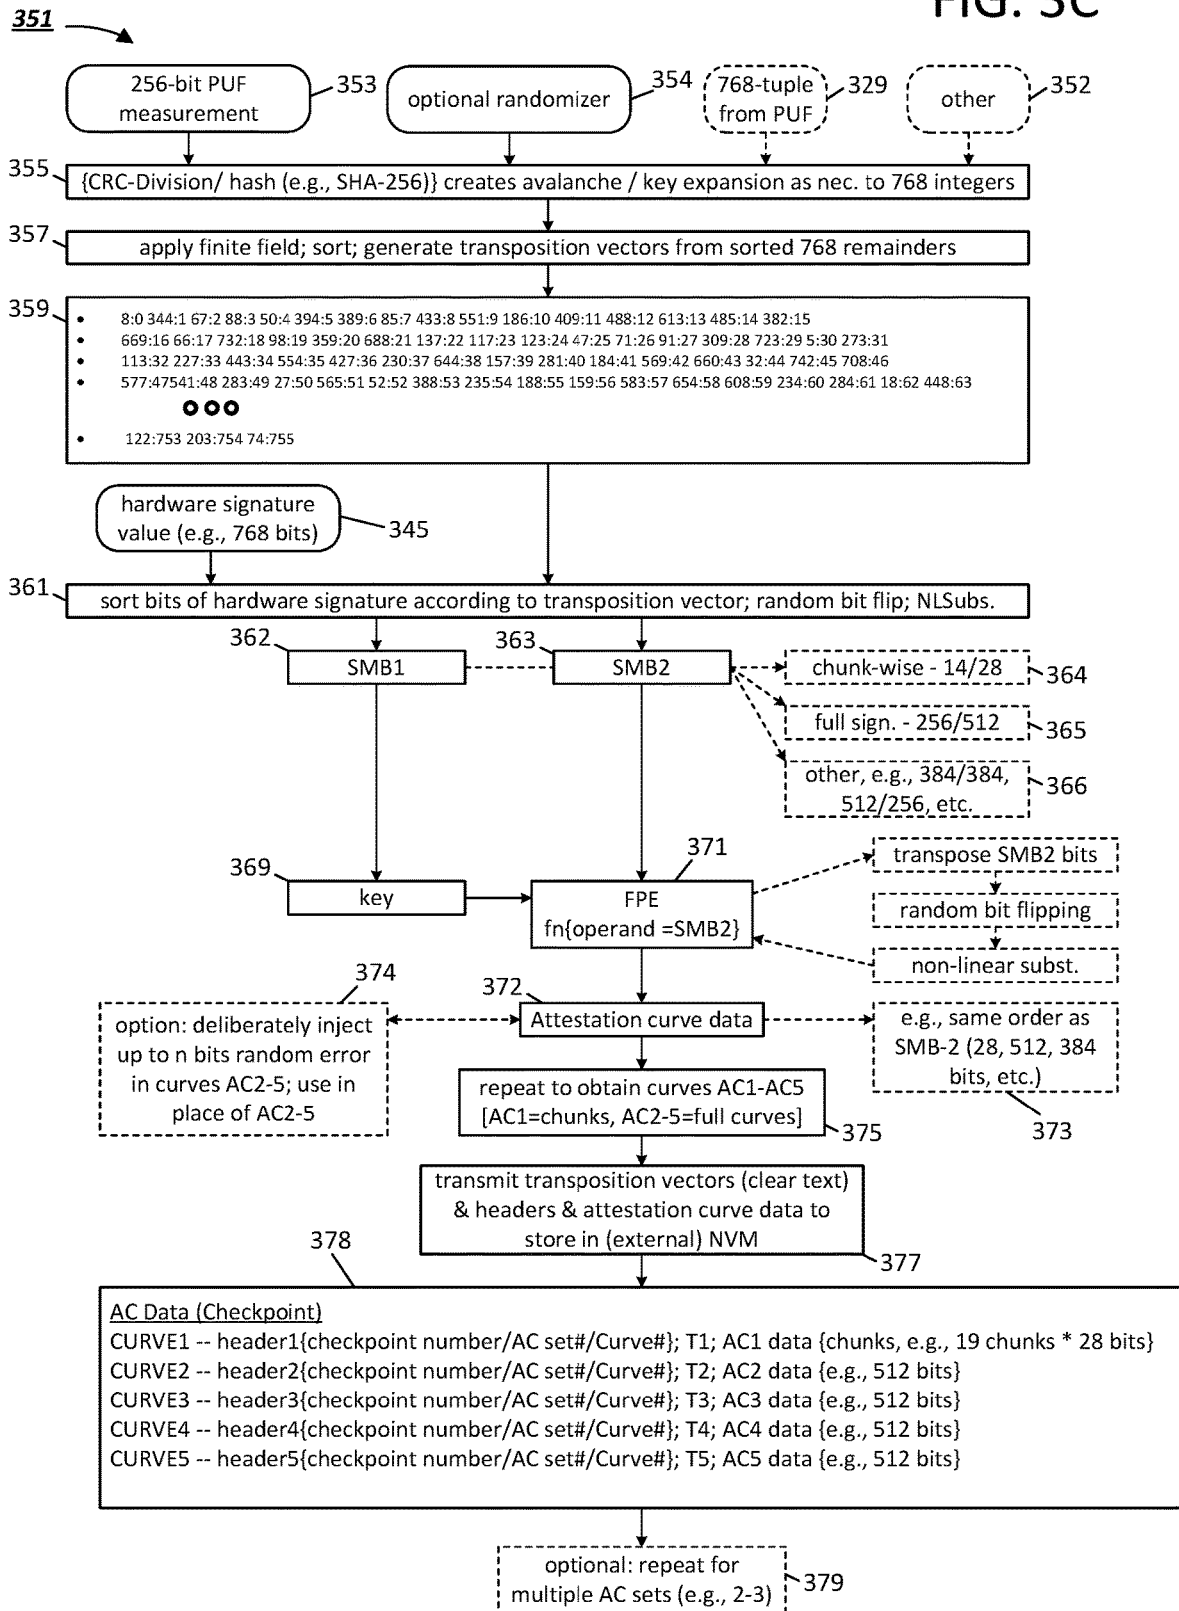 FIG. 3C
351
256-bit PUF
measurement
353
optional randomizer
354
768-tuple
from PUF
329
other
352
355
{CRC-Division/ hash (e.g., SHA-256)} creates avalanche / key expansion as nec. to 768 integers
357
apply finite field; sort; generate transposition vectors from sorted 768 remainders
359
• 8:0 344:1 67:2 88:3 50:4 394:5 389:6 85:7 433:8 551:9 186:10 409:11 488:12 613:13 485:14 382:15
• 669:16 66:17 732:18 98:19 359:20 688:21 137:22 117:23 123:24 47:25 71:26 91:27 309:28 723:29 5:30 273:31
• 113:32 227:33 443:34 554:35 427:36 230:37 644:38 157:39 281:40 184:41 569:42 660:43 32:44 742:45 708:46
• 577:47541:48 283:49 27:50 565:51 52:52 388:53 235:54 188:55 159:56 583:57 654:58 608:59 234:60 284:61 18:62 448:63
• 122:753 203:754 74:755
hardware signature
value (e.g., 768 bits)
345
361
sort bits of hardware signature according to transposition vector; random bit flip; NLSubs.
362
SMB1
363
SMB2
chunk-wise - 14/28
364
full sign. - 256/512
365
other, e.g., 384/384,
512/256, etc.
366
369
key
371
FPE
fn{operand =SMB2}
transpose SMB2 bits
random bit flipping
non-linear subst.
374
option: deliberately inject
up to n bits random error
in curves AC2-5; use in
place of AC2-5
372
Attestation curve data
e.g., same order as
SMB-2 (28, 512, 384
bits, etc.)
373
repeat to obtain curves AC1-AC5
[AC1=chunks, AC2-5=full curves]
375
transmit transposition vectors (clear text)
& headers & attestation curve data to
store in (external) NVM
377
378
AC Data (Checkpoint)
CURVE1 -- header1{checkpoint number/AC set#/Curve#}; T1; AC1 data {chunks, e.g., 19 chunks * 28 bits}
CURVE2 -- header2{checkpoint number/AC set#/Curve#}; T2; AC2 data {e.g., 512 bits}
CURVE3 -- header3{checkpoint number/AC set#/Curve#}; T3; AC3 data {e.g., 512 bits}
CURVE4 -- header4{checkpoint number/AC set#/Curve#}; T4; AC4 data {e.g., 512 bits}
CURVE5 -- header5{checkpoint number/AC set#/Curve#}; T5; AC5 data {e.g., 512 bits}
optional: repeat for
multiple AC sets (e.g., 2-3)
379